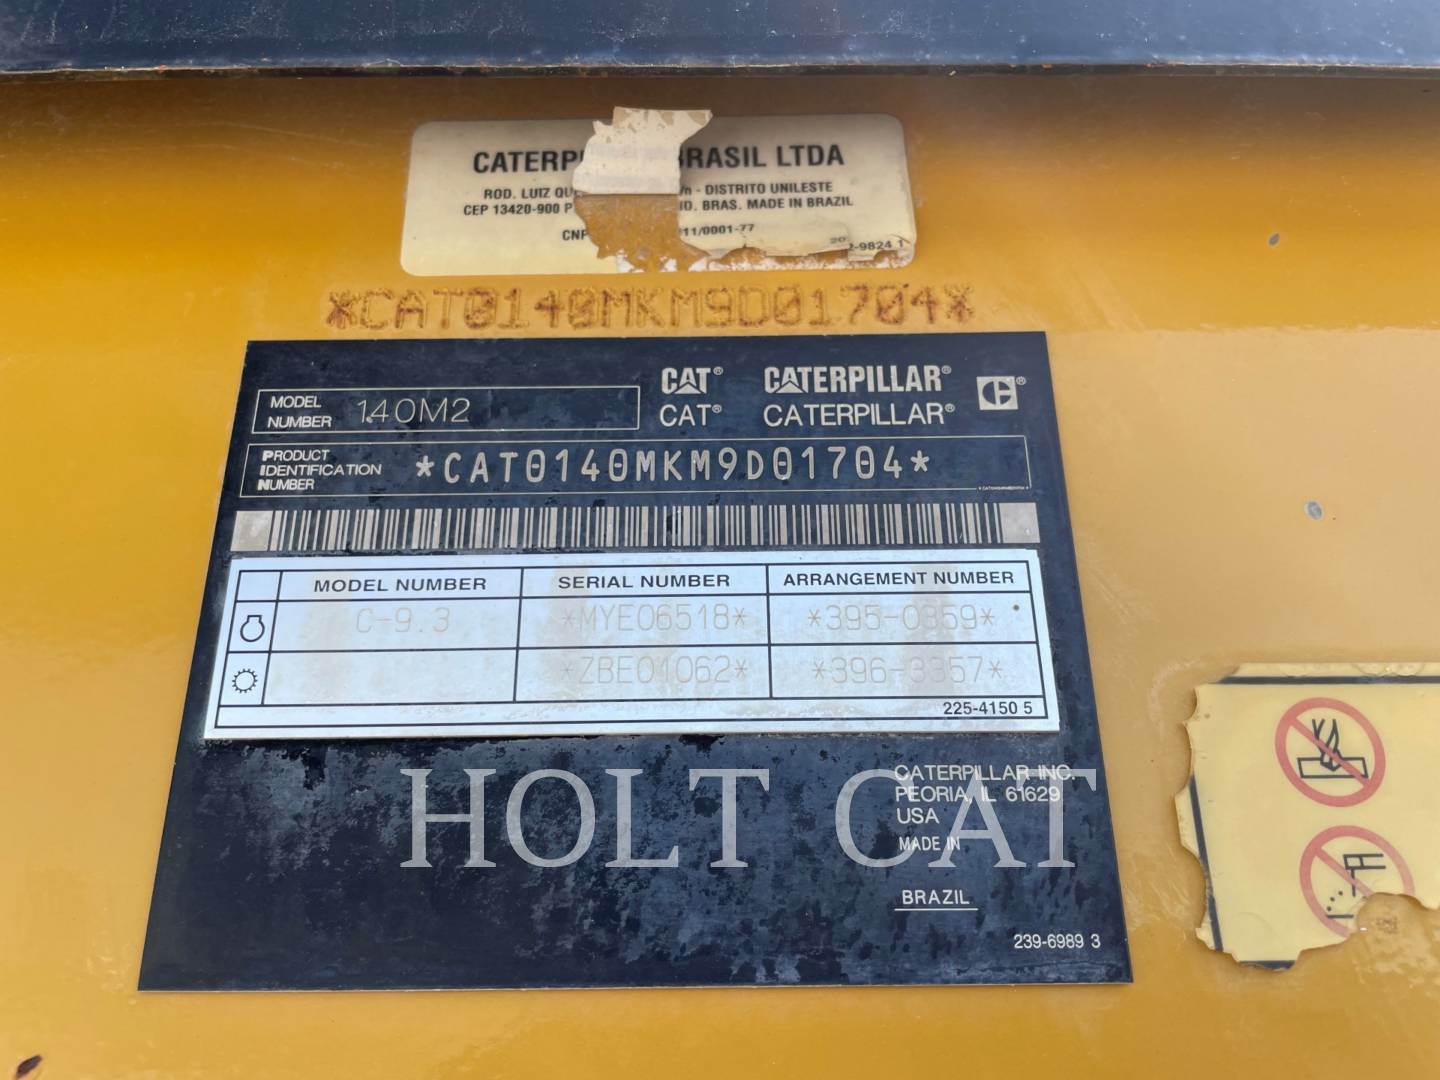 CATERP BRASIL LTDA
ROD. LUIZ QUE /n - DISTRITO UNILESTE
CEP 13420-900 P ID. BRAS. MADE IN BRAZIL
CNP 11/0001-77
-9824 1
*CAT0140MKM9D01704*
CAT® CATERPILLAR®
MODEL NUMBER 140M2
CAT® CATERPILLAR®
PRODUCT IDENTIFICATION NUMBER *CAT0140MKM9D01704*
MODEL NUMBER SERIAL NUMBER ARRANGEMENT NUMBER
C-9.3 *MYE06518* *395-0359*
*ZBE01062* *396-3357*
225-4150 5
HOLT CAT
CATERPILLAR INC.
PEORIA, IL 61629
USA
MADE IN
BRAZIL
239-6989 3